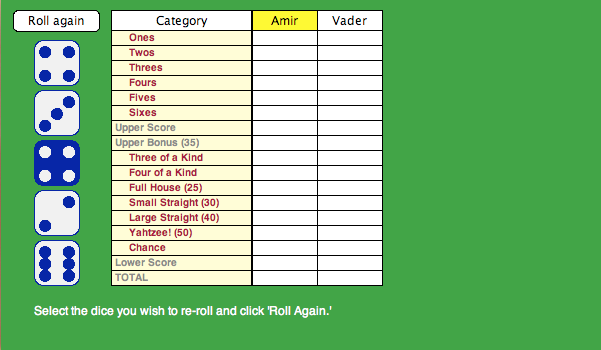 Roll again
Category Amir Vader
Ones
Twos
Threes
Fours
Fives
Sixes
Upper Score
Upper Bonus (35)
Three of a Kind
Four of a Kind
Full House (25)
Small Straight (30)
Large Straight (40)
Yahtzee! (50)
Chance
Lower Score
TOTAL
Select the dice you wish to re-roll and click 'Roll Again.'